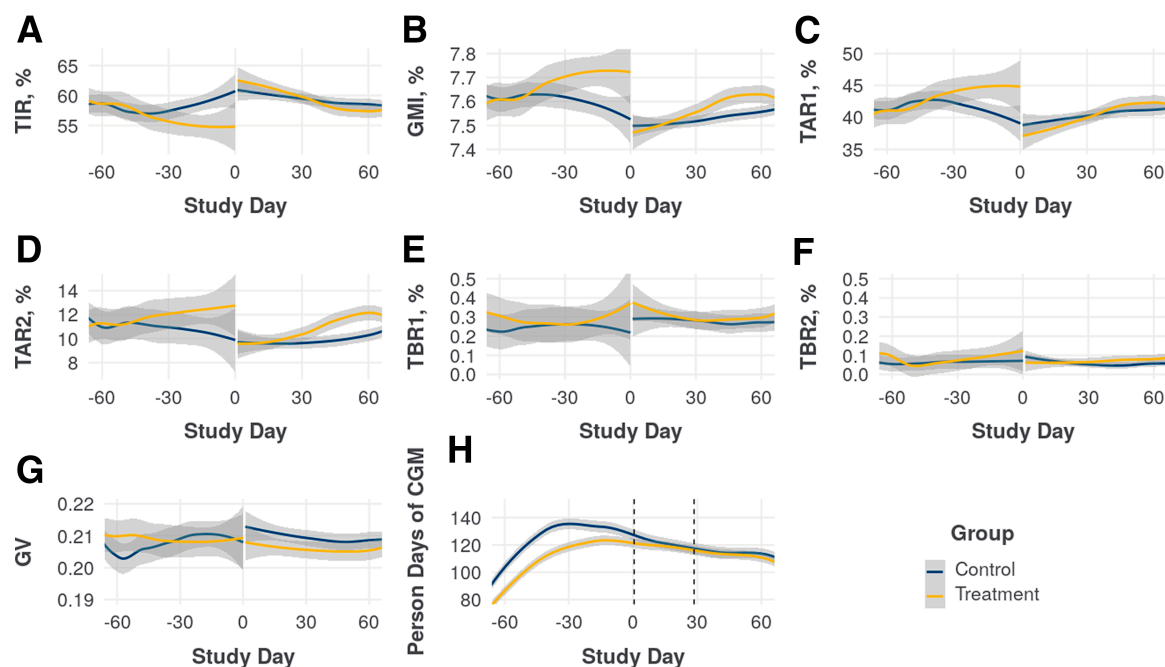 A
TIR, %
65
60
55
-60 -30 0 30 60
Study Day
B
GMI, %
7.8
7.7
7.6
7.5
7.4
-60 -30 0 30 60
Study Day
C
TAR1, %
50
45
40
35
-60 -30 0 30 60
Study Day
D
TAR2, %
14
12
10
8
-60 -30 0 30 60
Study Day
E
TBR1, %
0.5
0.4
0.3
0.2
0.1
0.0
-60 -30 0 30 60
Study Day
F
TBR2, %
0.5
0.4
0.3
0.2
0.1
0.0
-60 -30 0 30 60
Study Day
G
GV
0.22
0.21
0.20
0.19
-60 -30 0 30 60
Study Day
H
Person Days of CGM
140
120
100
80
-60 -30 0 30 60
Study Day
Group
Control
Treatment